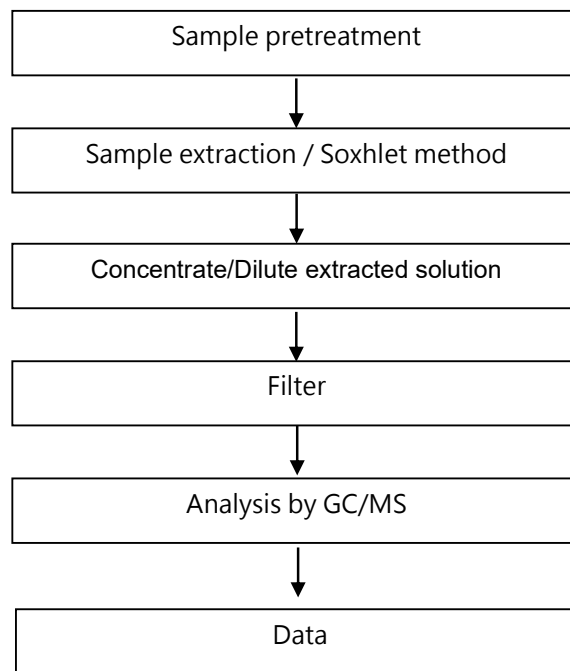 Sample pretreatment
Sample extraction / Soxhlet method
Concentrate/Dilute extracted solution
Filter
Analysis by GC/MS
Data